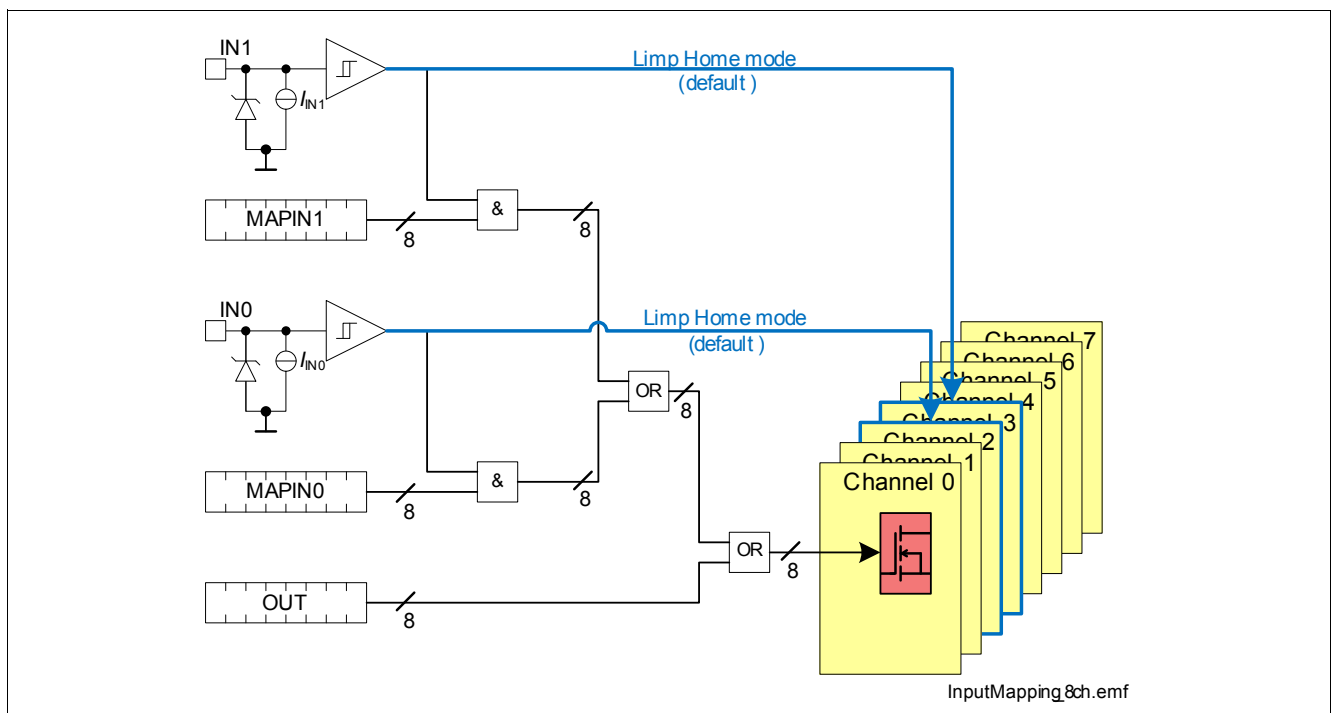 IN1
Limp Home mode
(default )
IIN1
MAPIN1
8
&
8
IN0
Limp Home mode
(default )
IIN0
OR
8
MAPIN0
8
&
8
OR
8
OUT
8
Channel 7
Channel 6
Channel 5
Channel 4
Channel 3
Channel 2
Channel 1
Channel 0
InputMapping_8ch.emf